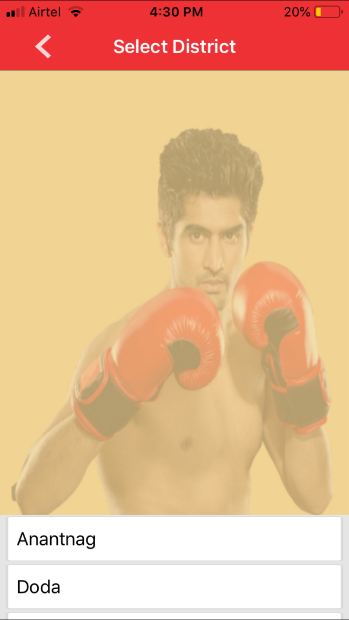 Airtel 4:30 PM 20%
Select District
Anantnag
Doda